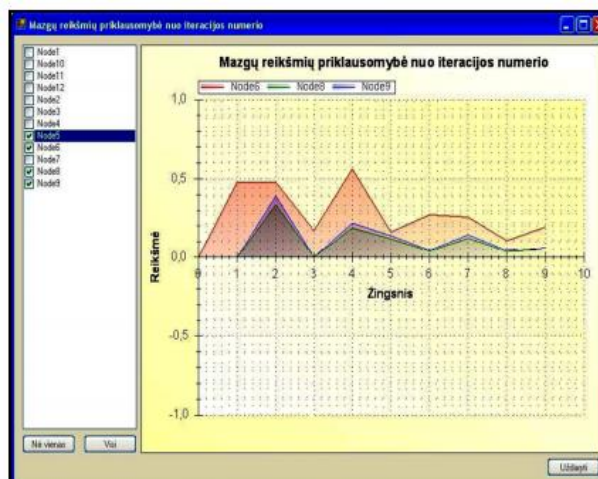 Mazgų reikšmių priklausomybė nuo iteracijos numerio
Node1
Node10
Node11
Node12
Node2
Node3
Node4
Node5
Node6
Node7
Node8
Node9
Nė vienas
Visi
Mazgų reikšmių priklausomybė nuo iteracijos numerio
Node6
Node8
Node9
1,0
0,5
0,0
-0,5
-1,0
Reikšmė
0 1 2 3 4 5 6 7 8 9 10
Žingsnis
Uždaryti